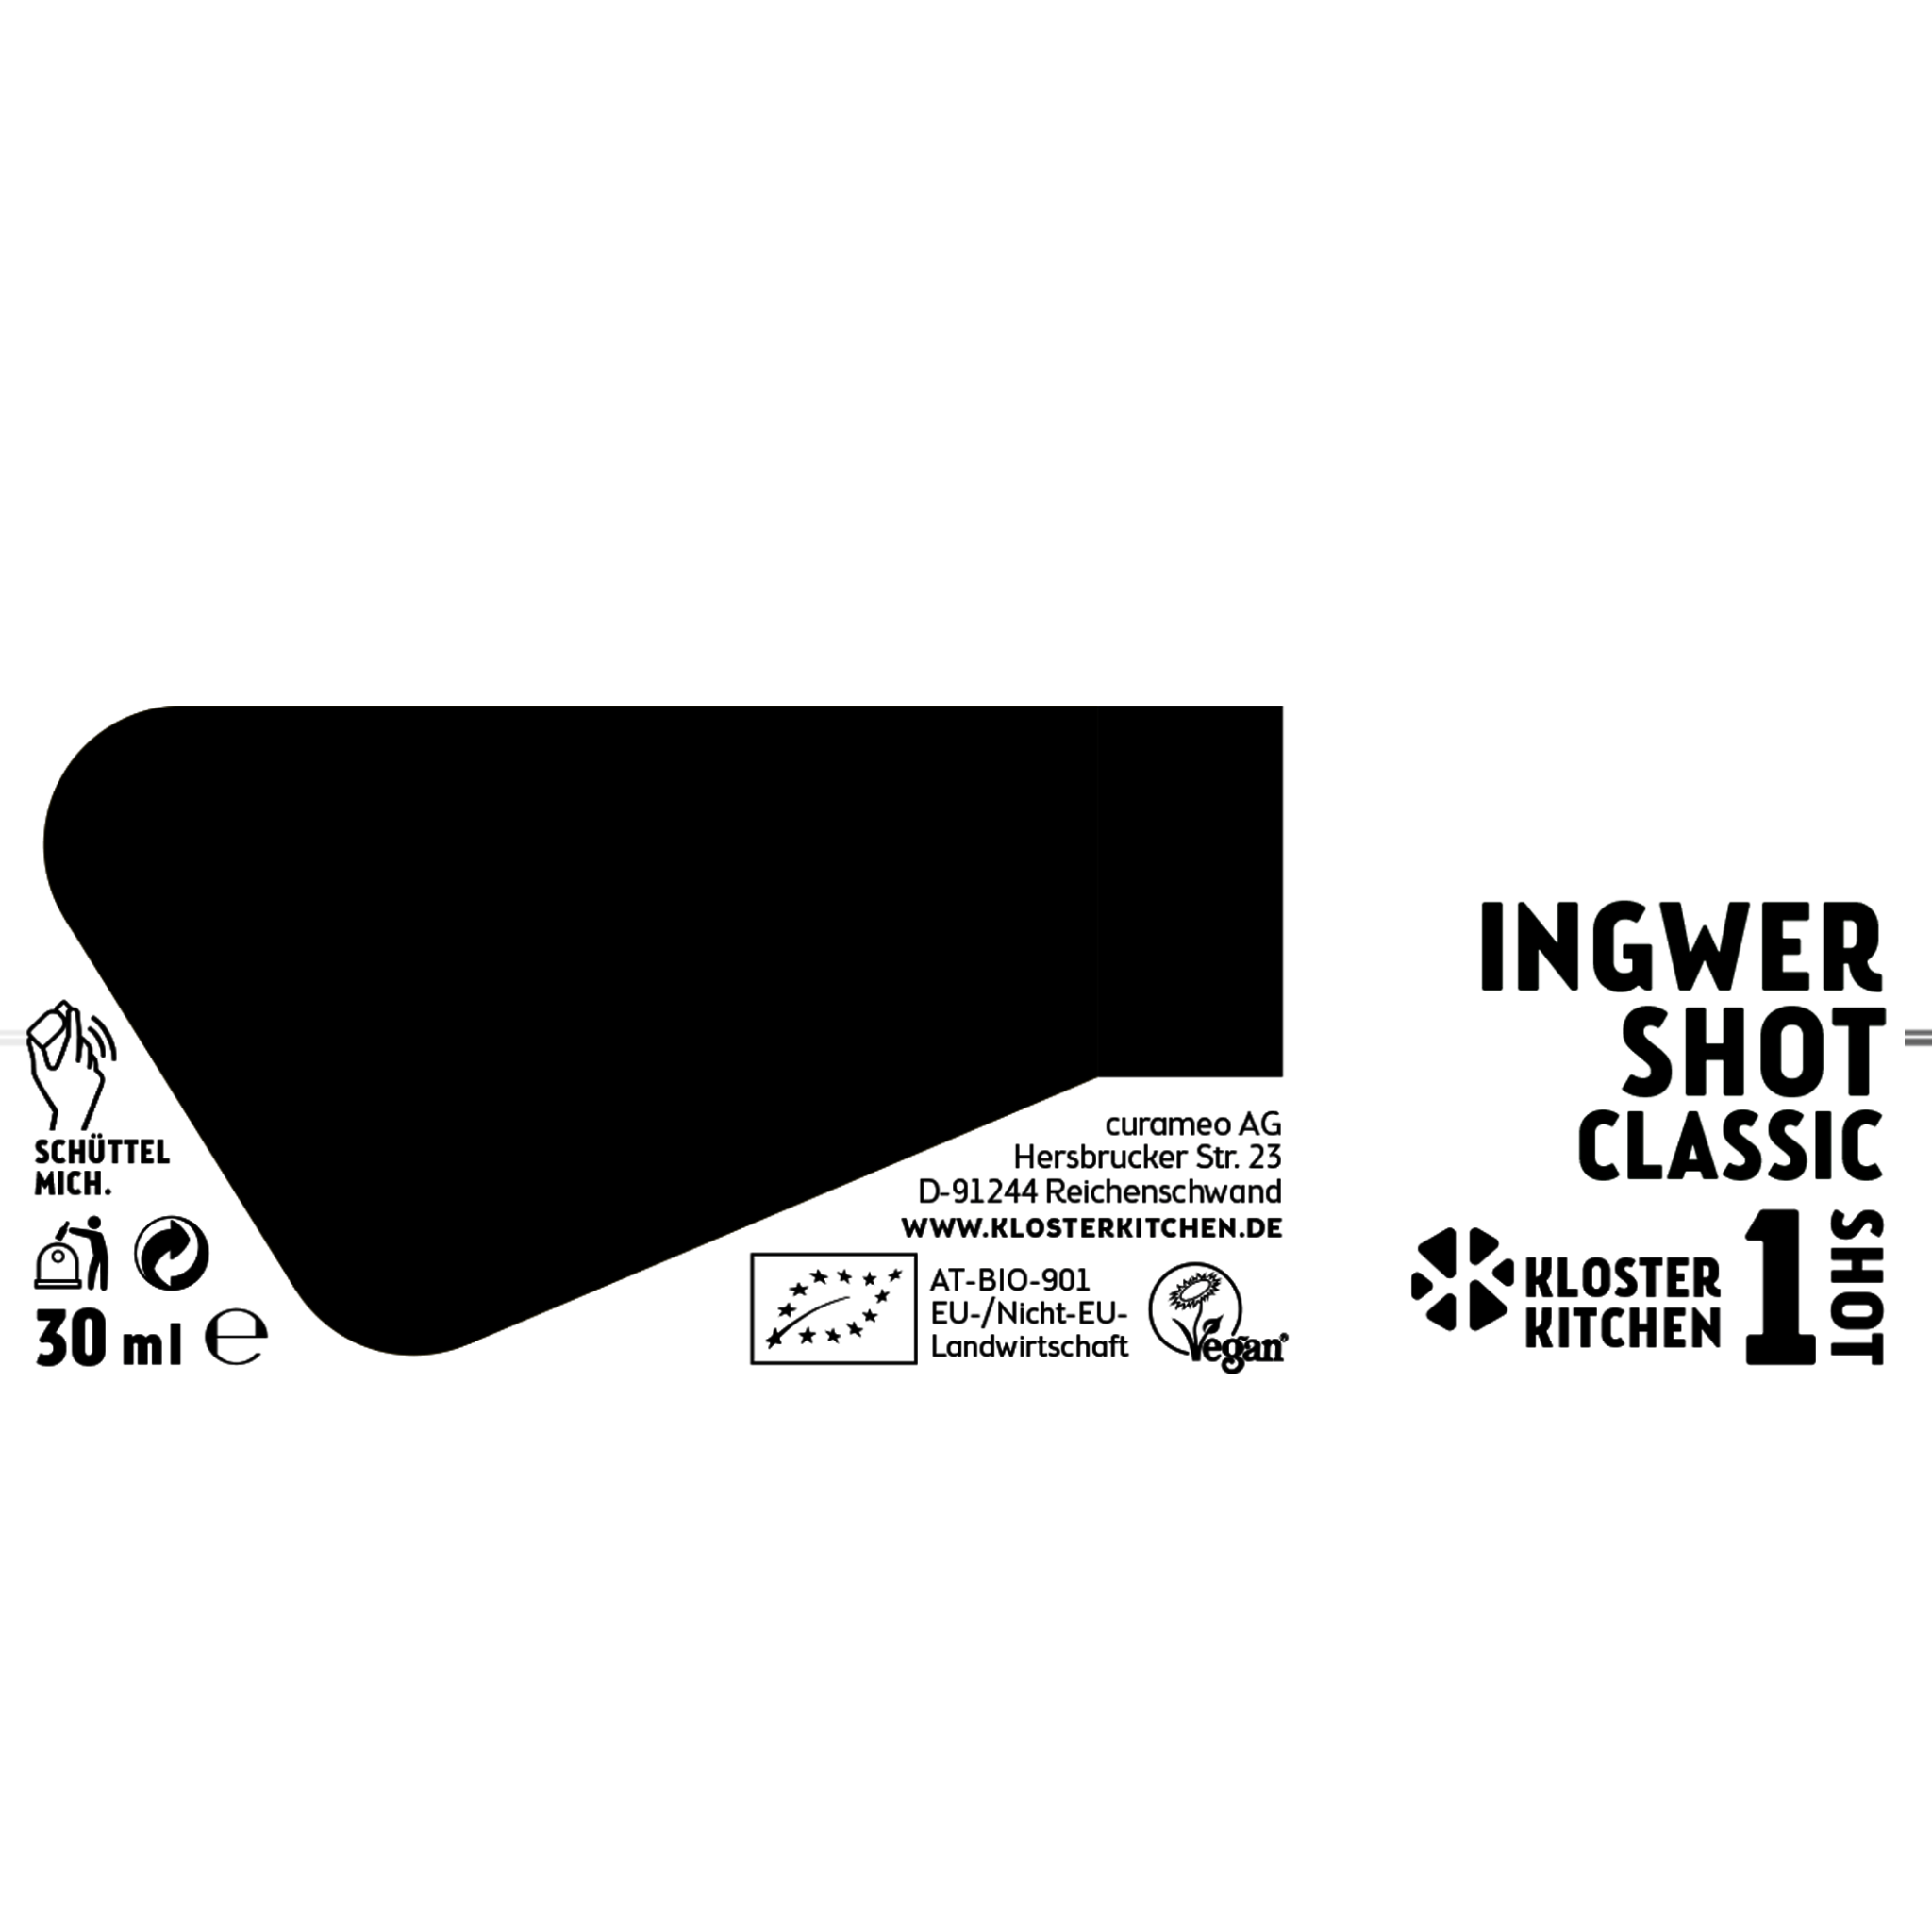 SCHÜTTEL
MICH.
30 ml e
curameo AG
Hersbrucker Str. 23
D-91244 Reichenschwand
WWW.KLOSTERKITCHEN.DE
AT-BIO-901
EU-/Nicht-EU-
Landwirtschaft
Vegan®
INGWER
SHOT
CLASSIC
KLOSTER
KITCHEN
1 SHOT